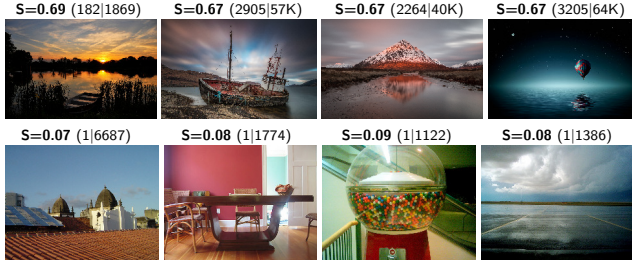 S=0.69 (182|1869) S=0.67 (2905|57K) S=0.67 (2264|40K) S=0.67 (3205|64K)
S=0.07 (1|6687) S=0.08 (1|1774) S=0.09 (1|1122) S=0.08 (1|1386)